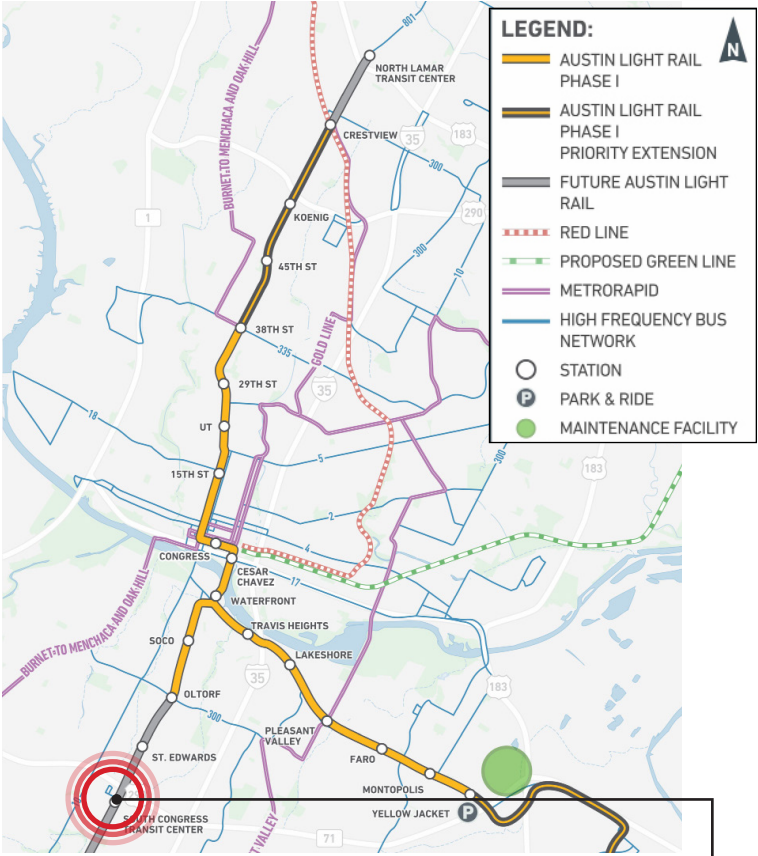 LEGEND:
N
AUSTIN LIGHT RAIL
PHASE I
AUSTIN LIGHT RAIL
PHASE I
PRIORITY EXTENSION
FUTURE AUSTIN LIGHT
RAIL
RED LINE
PROPOSED GREEN LINE
METRORAPID
HIGH FREQUENCY BUS
NETWORK
STATION
P
PARK & RIDE
MAINTENANCE FACILITY
801
NORTH LAMAR
TRANSIT CENTER
BURNET TO MENCHACA AND OAK HILL
CRESTVIEW
35
183
300
1
KOENIG
290
300
45TH ST
10
38TH ST
335
GOLD LINE
29TH ST
35
18
UT
5
300
183
15TH ST
2
4
CONGRESS
CESAR
CHAVEZ
17
WATERFRONT
BURNET TO MENCHACA AND OAK HILL
TRAVIS HEIGHTS
SOCO
LAKESHORE
35
183
OLTORF
300
PLEASANT
VALLEY
ST. EDWARDS
FARO
MONTOPOLIS
SOUTH CONGRESS
TRANSIT CENTER
YELLOW JACKET
P
71
VALLEY